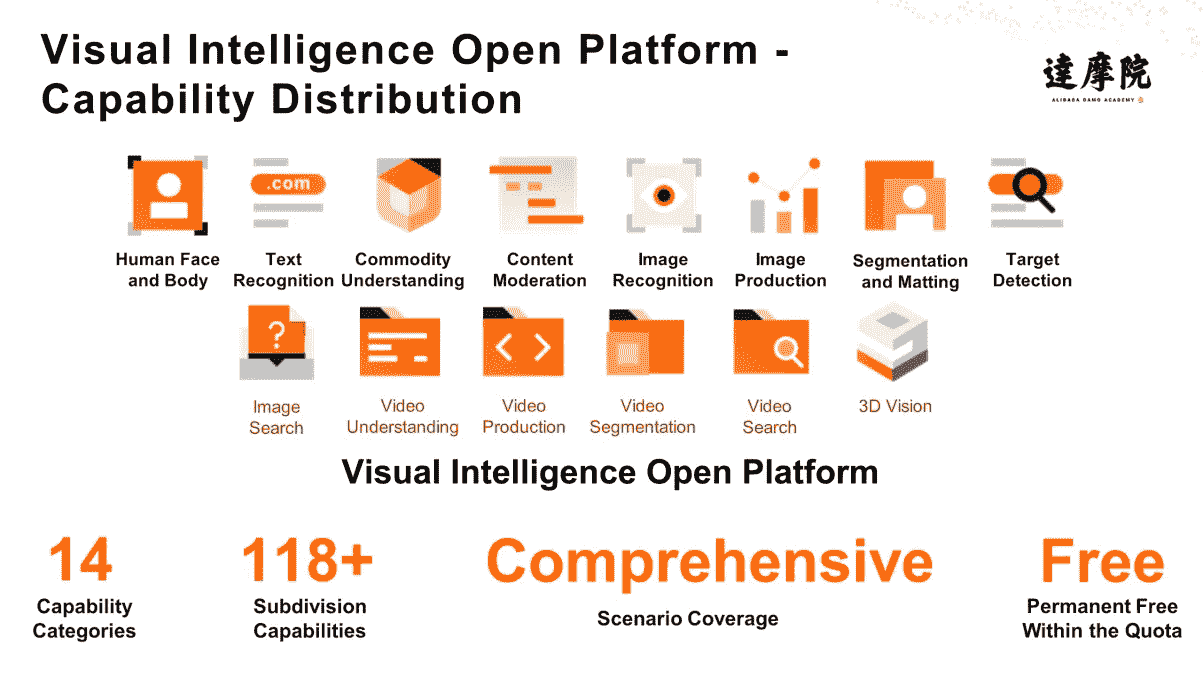 Visual Intelligence Open Platform -
Capability Distribution
達摩院
ALIBABA DAMO ACADEMY
.com
Human Face
and Body
Text
Recognition
Commodity
Understanding
Content
Moderation
Image
Recognition
Image
Production
Segmentation
and Matting
Target
Detection
?
< >
Image
Search
Video
Understanding
Video
Production
Video
Segmentation
Video
Search
3D Vision
Visual Intelligence Open Platform
14
Capability
Categories
118+
Subdivision
Capabilities
Comprehensive
Scenario Coverage
Free
Permanent Free
Within the Quota